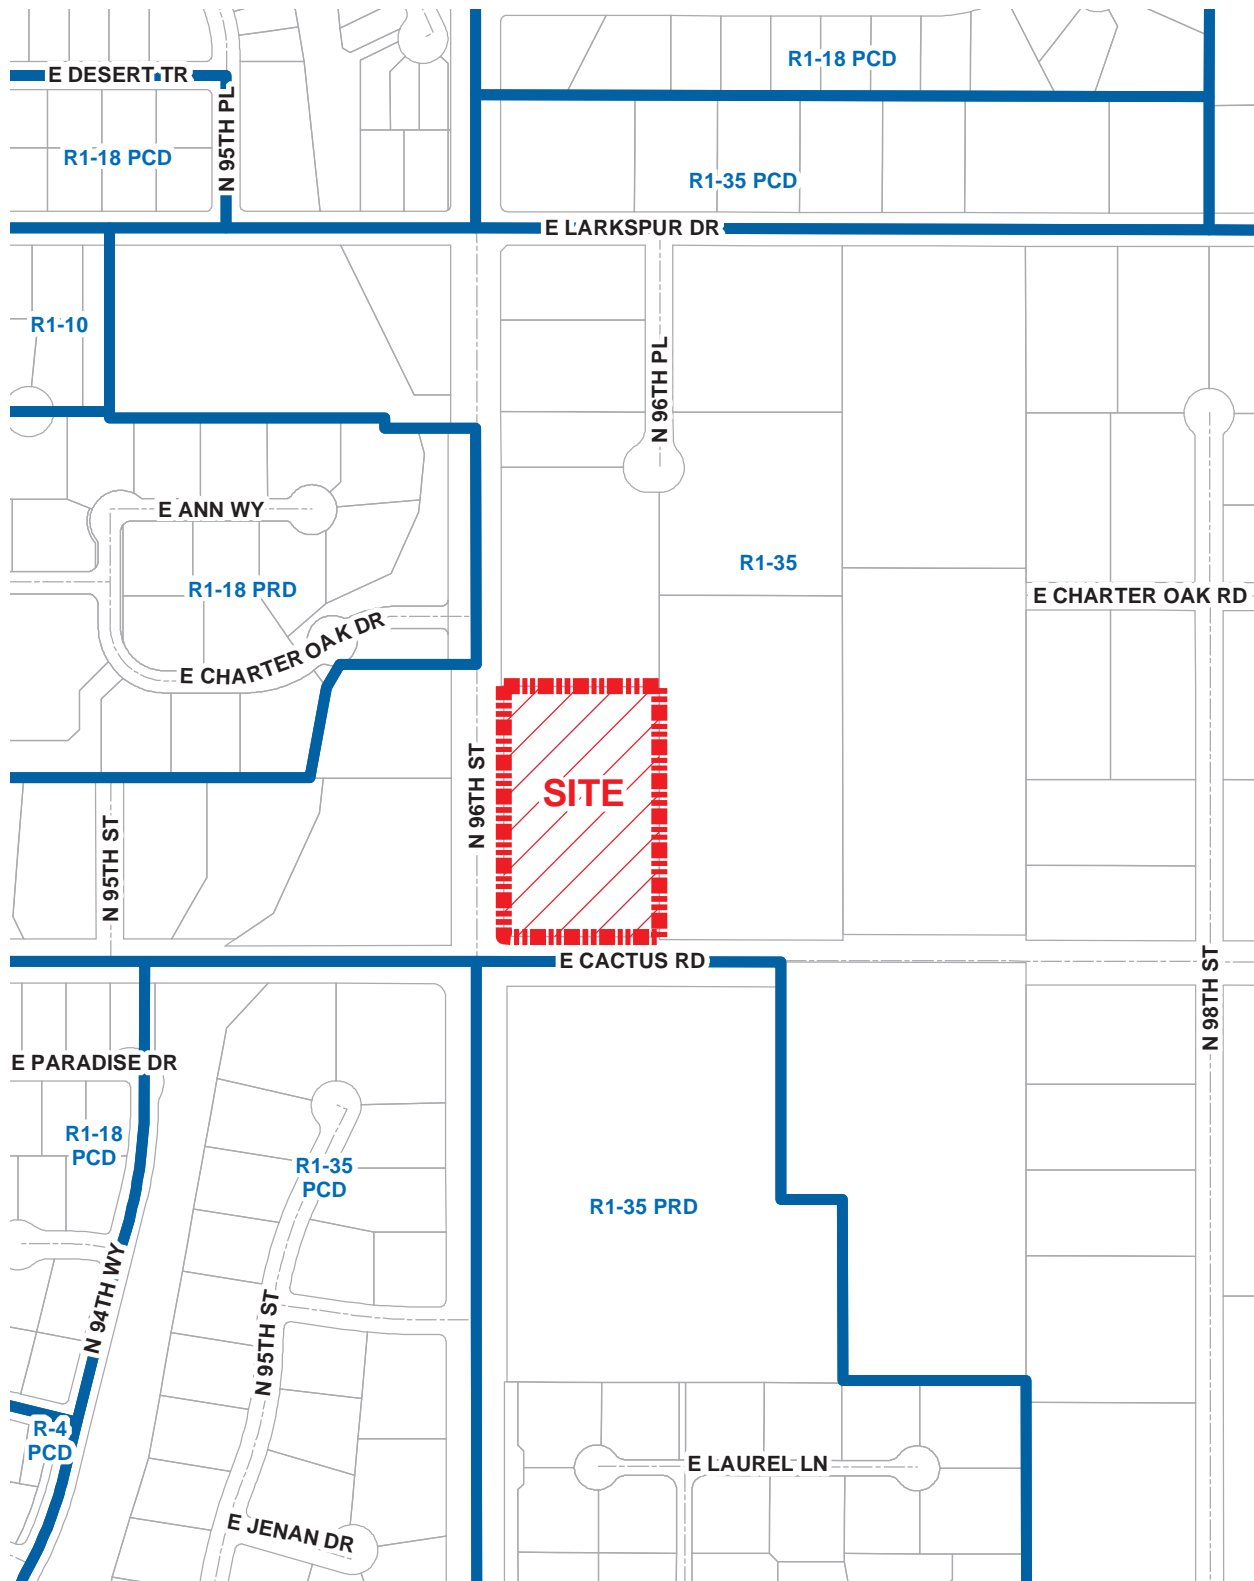 R1-18 PCD
E DESERT TR
N 95TH PL
R1-18 PCD
R1-35 PCD
E LARKSPUR DR
R1-10
N 96TH PL
E ANN WY
R1-35
R1-18 PRD
E CHARTER OAK RD
E CHARTER OAK DR
N 96TH ST
SITE
N 95TH ST
E CACTUS RD
N 98TH ST
E PARADISE DR
R1-18
PCD
R1-35
PCD
R1-35 PRD
N 94TH WY
N 95TH ST
R-4
PCD
E LAUREL LN
E JENAN DR